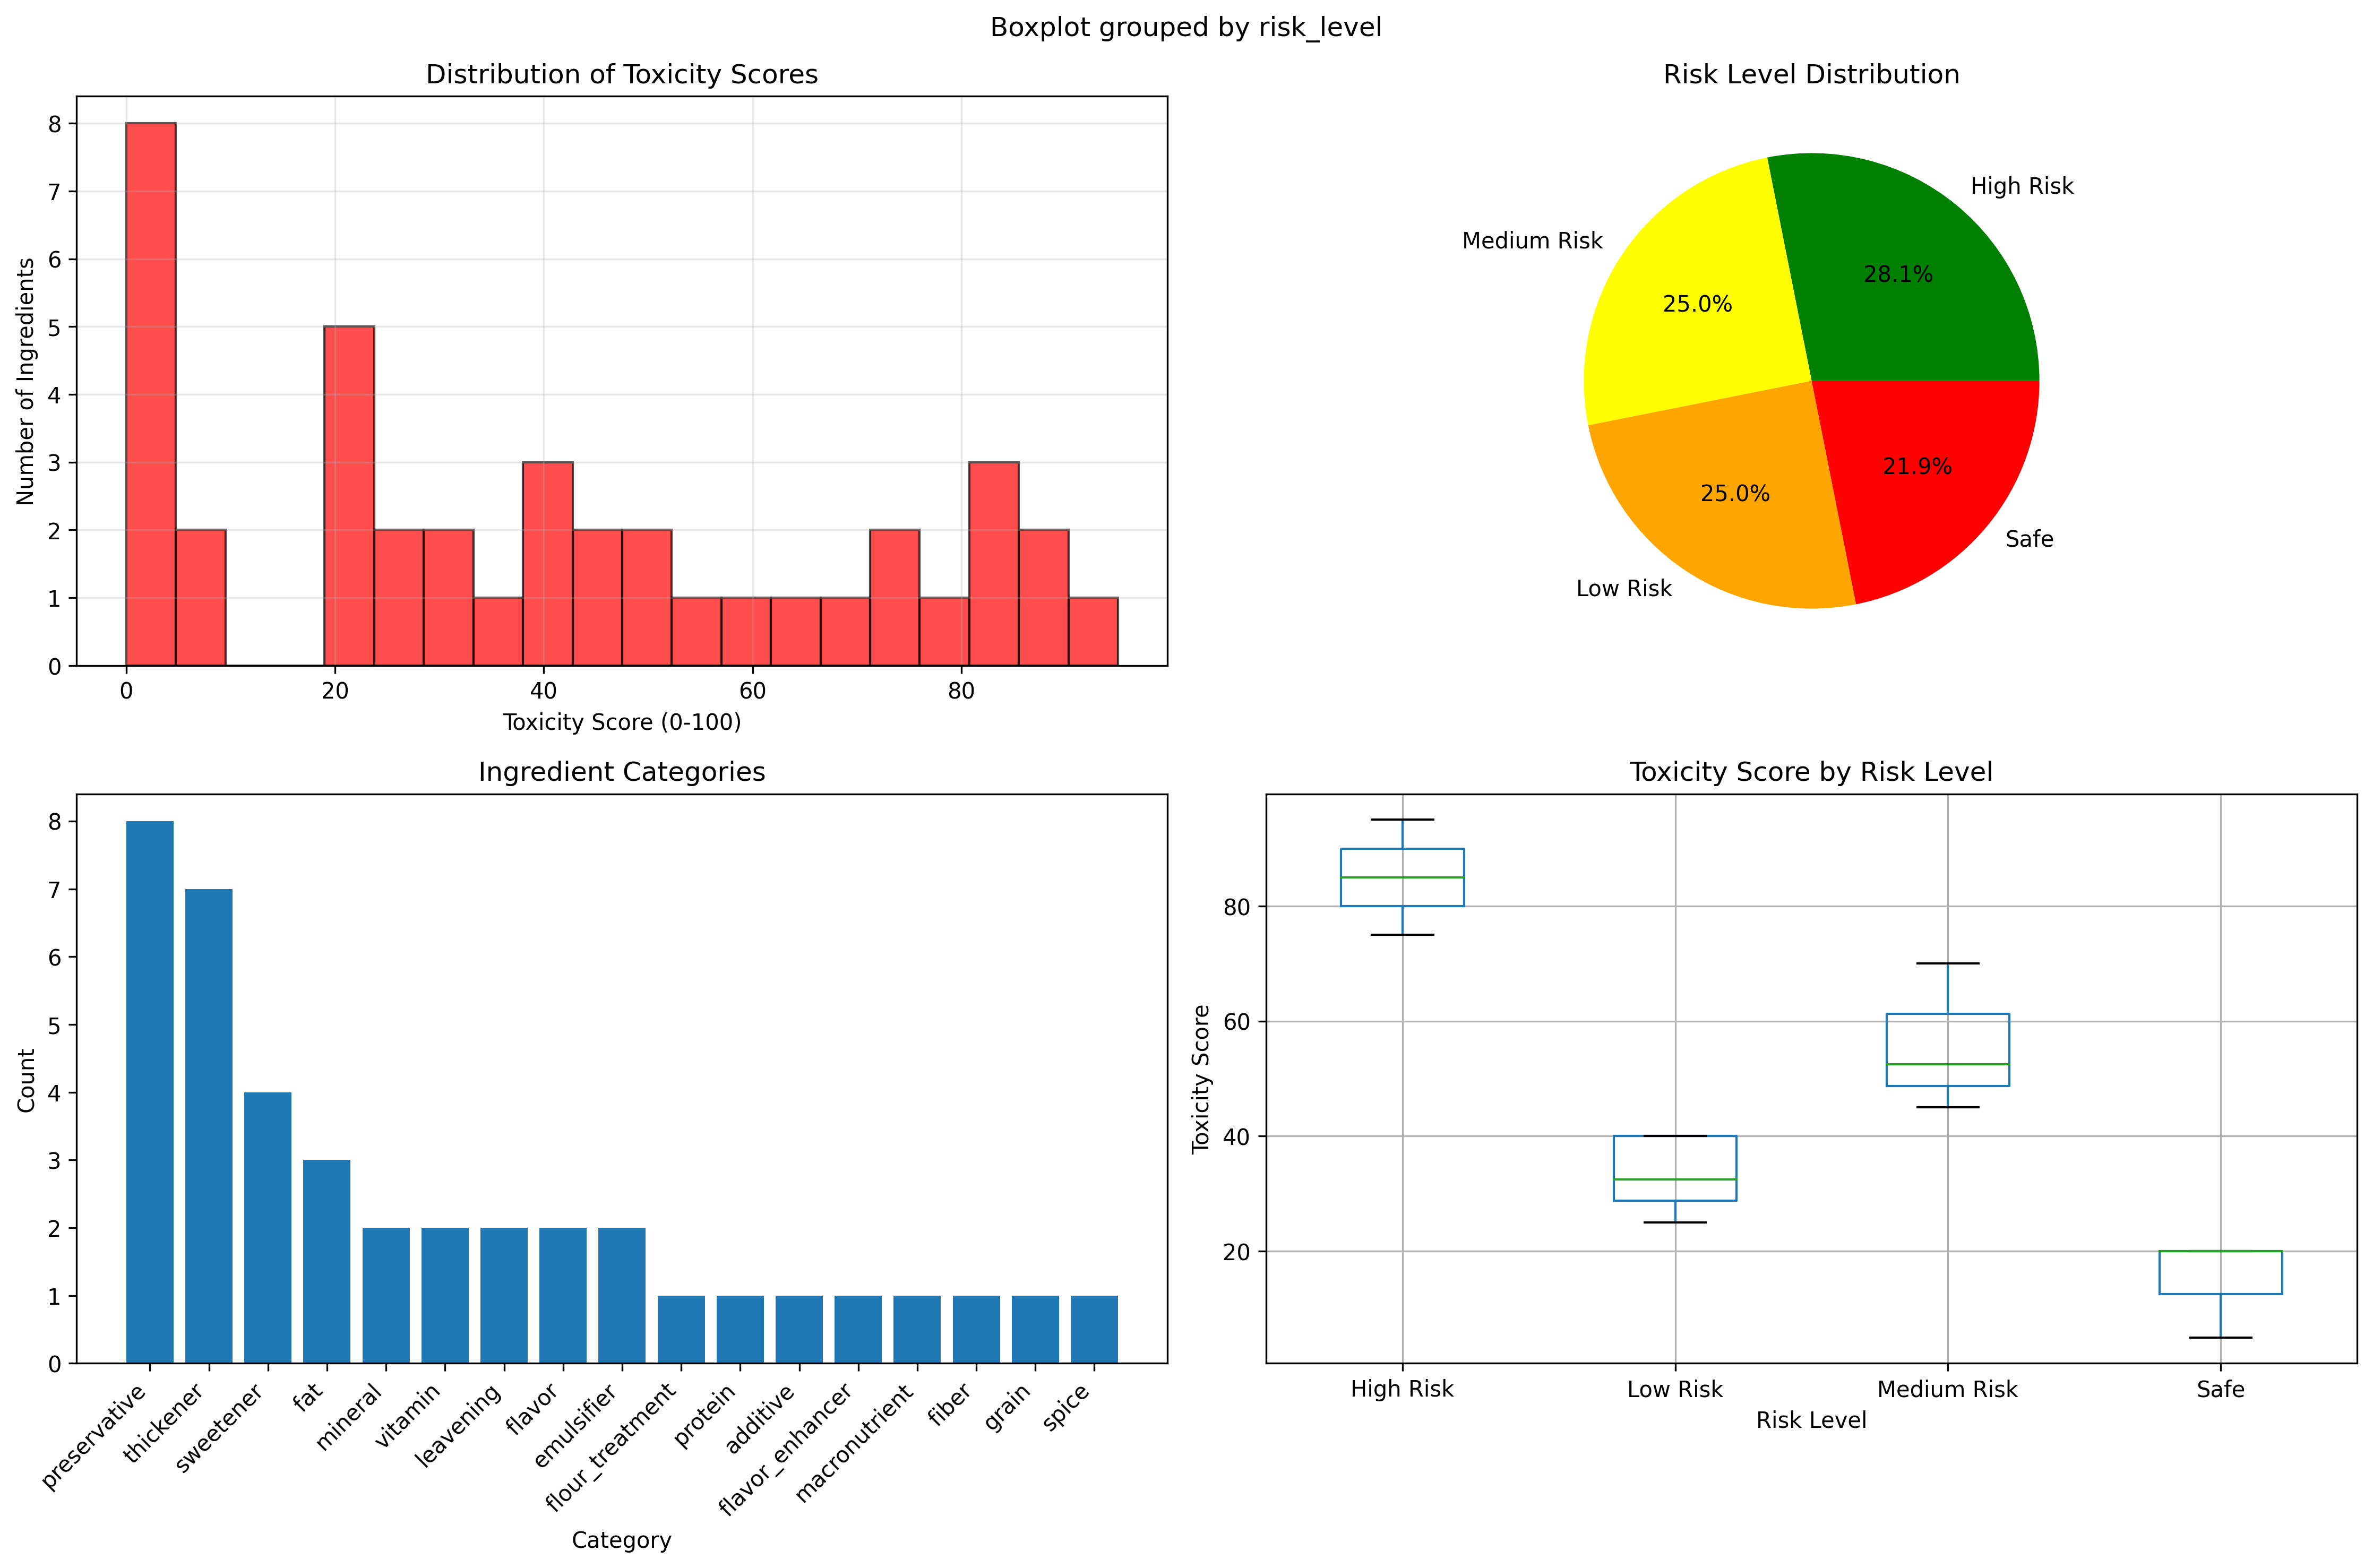 Boxplot grouped by risk_level
Distribution of Toxicity Scores
8
7
6
5
4
3
2
1
0
Number of Ingredients
0 20 40 60 80
Toxicity Score (0-100)
Risk Level Distribution
High Risk
28.1%
Medium Risk
25.0%
Low Risk
25.0%
Safe
21.9%
Ingredient Categories
8
7
6
5
4
3
2
1
0
Count
preservative
thickener
sweetener
fat
mineral
vitamin
leavening
flavor
emulsifier
flour_treatment
protein
additive
flavor_enhancer
macronutrient
fiber
grain
spice
Category
Toxicity Score by Risk Level
80
60
40
20
Toxicity Score
High Risk Low Risk Medium Risk Safe
Risk Level